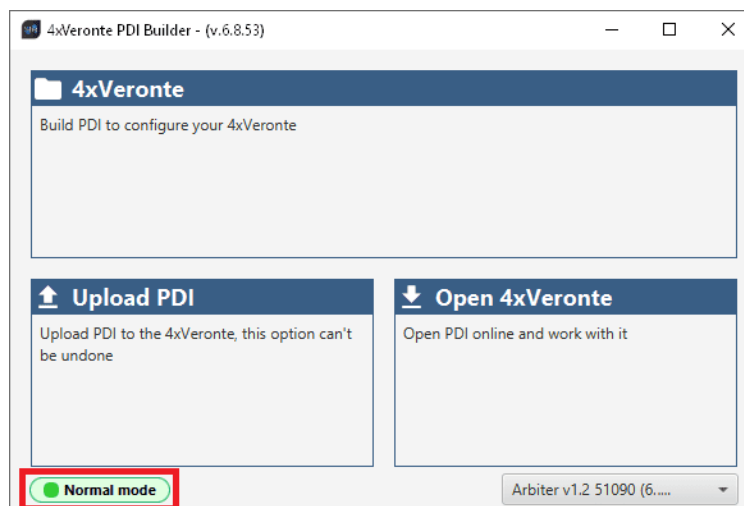 4xVeronte PDI Builder - (v.6.8.53)
4xVeronte
Build PDI to configure your 4xVeronte
Upload PDI
Upload PDI to the 4xVeronte, this option can't
be undone
Open 4xVeronte
Open PDI online and work with it
Normal mode
Arbiter v1.2 51090 (6.....